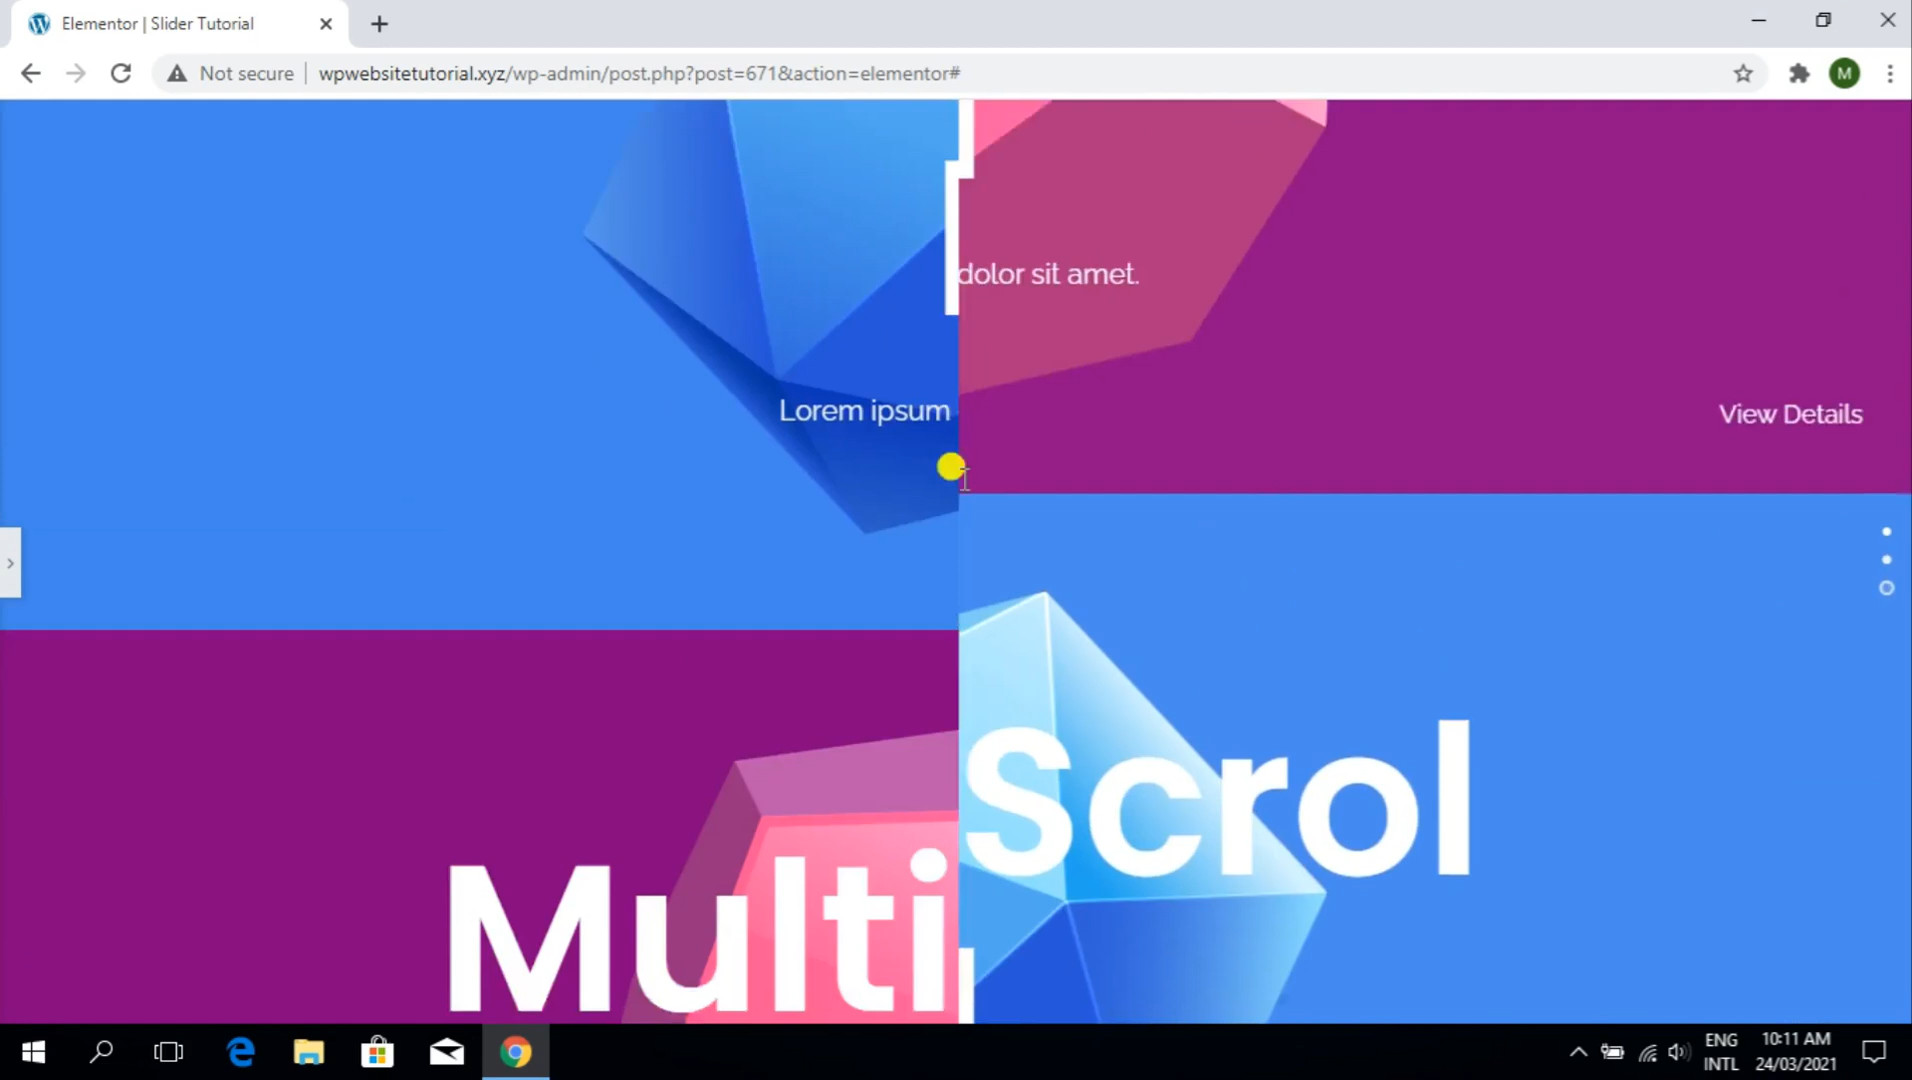 Elementor | Slider Tutorial
Not secure
wpwebsitetutorial.xyz/wp-admin/post.php?post=671&action=elementor#
M
dolor sit amet.
Lorem ipsum
View Details
Scrol
Multi
ENG
INTL
10:11 AM
24/03/2021